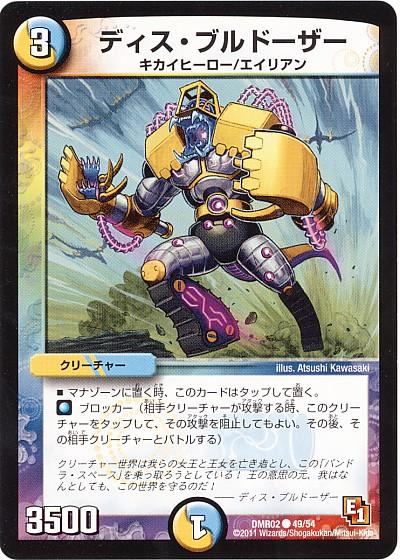 3
ディス・ブルドーザー
キカイヒーロー/エイリアン
クリーチャー
illus. Atsushi Kawasaki
■ マナゾーンに置く時、このカードはタップして置く。
ブロッカー（相手クリーチャーが攻撃する時、このクリ
ーチャーをタップして、その攻撃を阻止してもよい。その後、そ
の相手クリーチャーとバトルする）
クリーチャー世界は我らの女王と王女を亡き者とし、この「パンド
ラ・スペース」を乗っ取ろうとしている！ 王の意思の元、我はな
んとしても、この世界を守るのだ！
――ディス・ブルドーザー
3500
1
DMR02 ● 49/54
©2011 Wizards/Shogakukan/Mitsui-Kids
E1